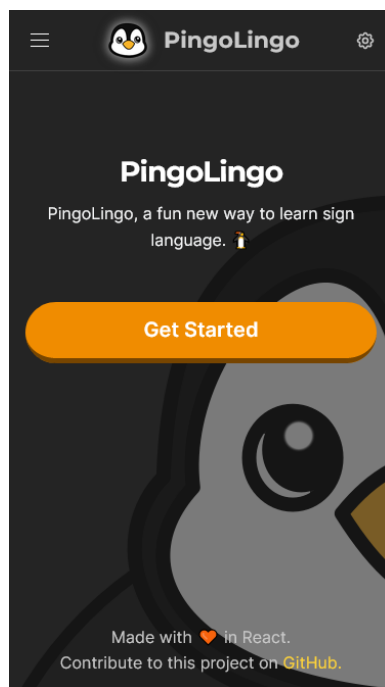 PingoLingo
PingoLingo
PingoLingo, a fun new way to learn sign
language. 🐧
Get Started
Made with 🧡 in React.
Contribute to this project on GitHub.